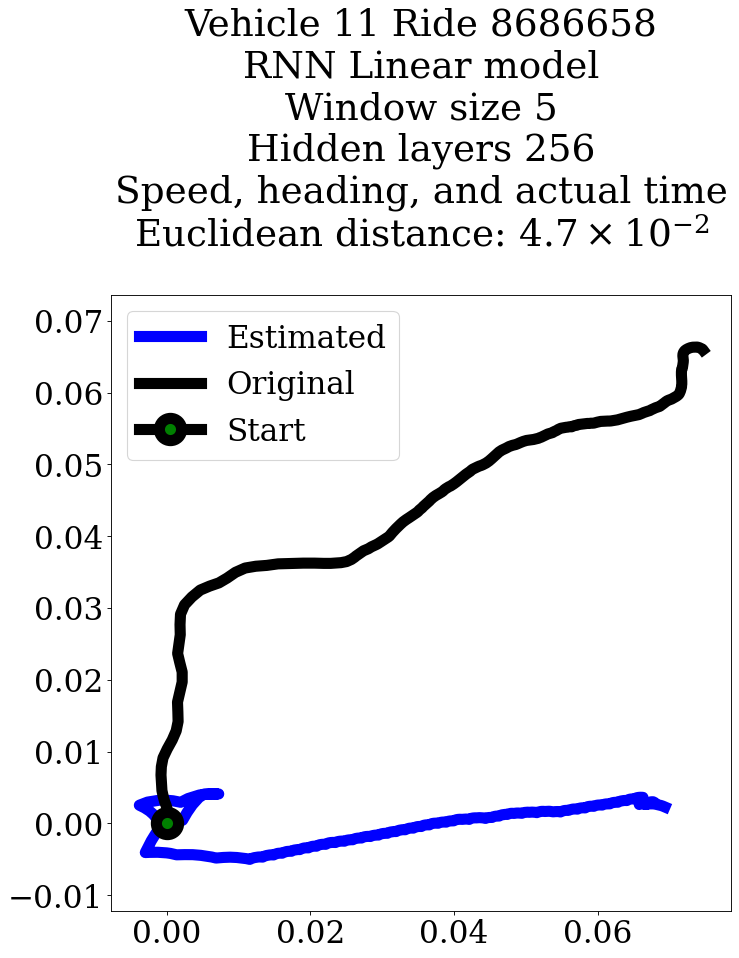 Vehicle 11 Ride 8686658
RNN Linear model
Window size 5
Hidden layers 256
Speed, heading, and actual time
Euclidean distance: 4.7 × 10⁻²
Estimated
Original
Start
0.07
0.06
0.05
0.04
0.03
0.02
0.01
0.00
−0.01
0.00 0.02 0.04 0.06